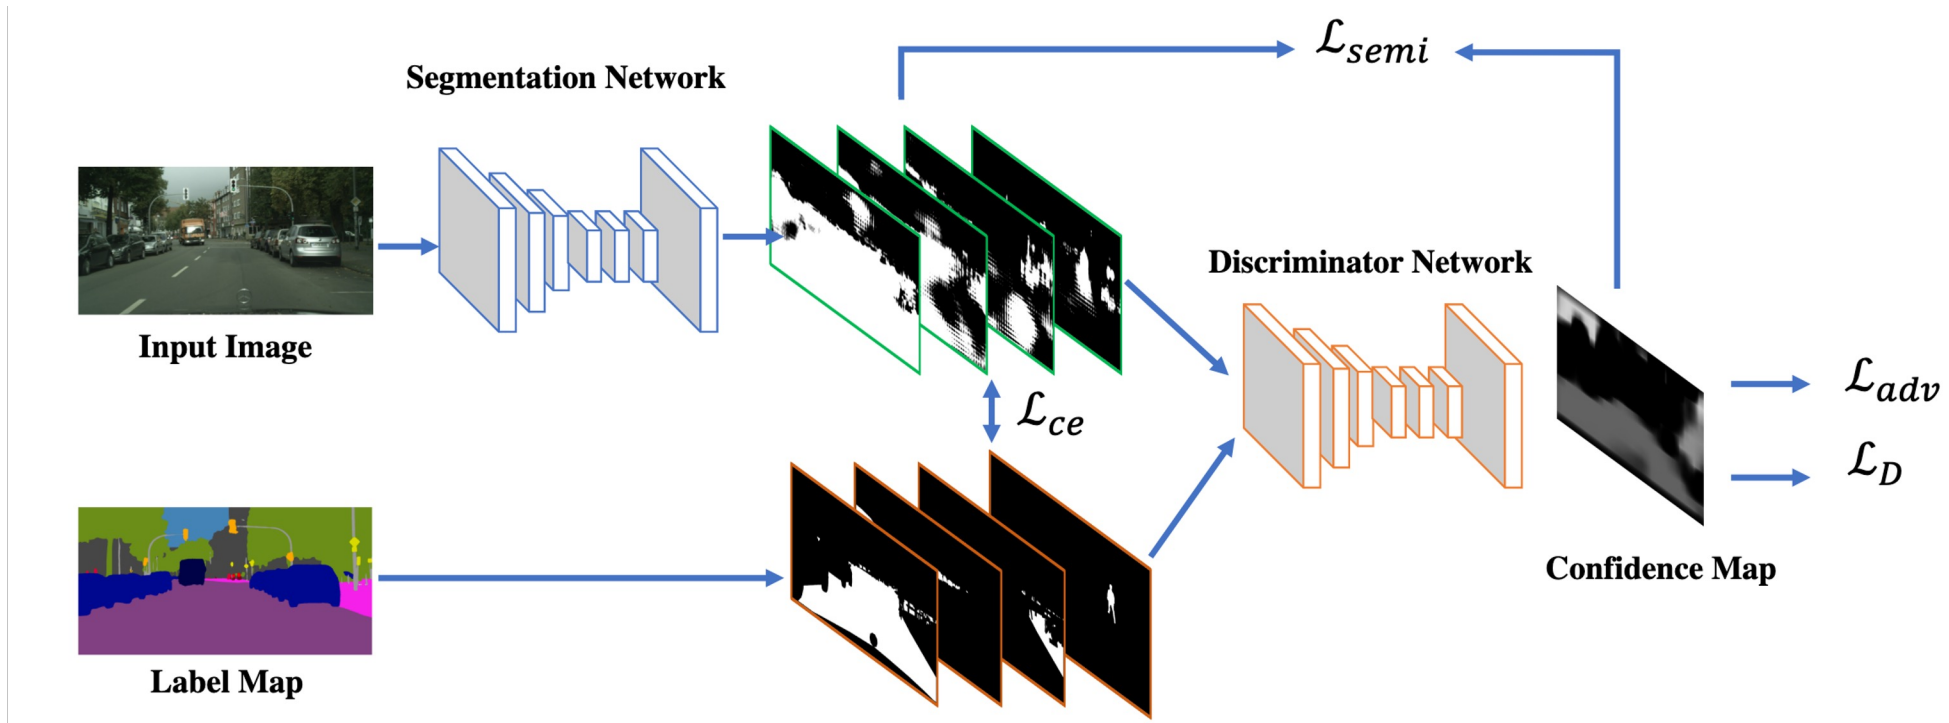 Segmentation Network
ℒ_semi
Input Image
Discriminator Network
ℒ_ce
ℒ_adv
ℒ_D
Label Map
Confidence Map